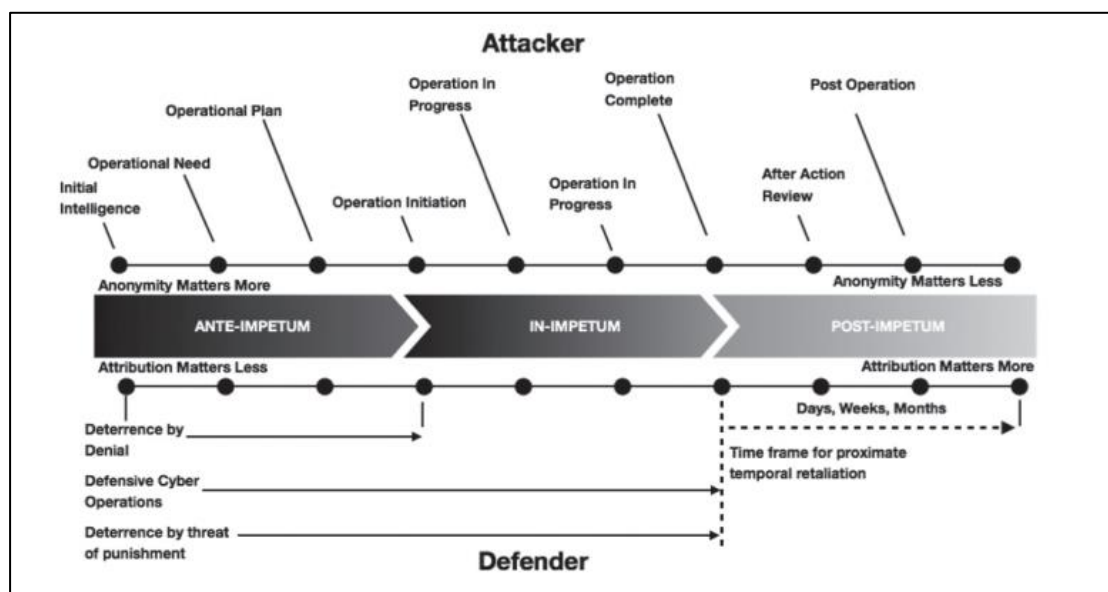 Attacker
Operation In
Progress
Operation
Complete
Post Operation
Operational Plan
Operational Need
Initial
Intelligence
Operation Initiation
Operation In
Progress
After Action
Review
Anonymity Matters More
Anonymity Matters Less
ANTE-IMPETUM
IN-IMPETUM
POST-IMPETUM
Attribution Matters Less
Attribution Matters More
Days, Weeks, Months
Deterrence by
Denial
Time frame for proximate
temporal retaliation
Defensive Cyber
Operations
Deterrence by threat
of punishment
Defender